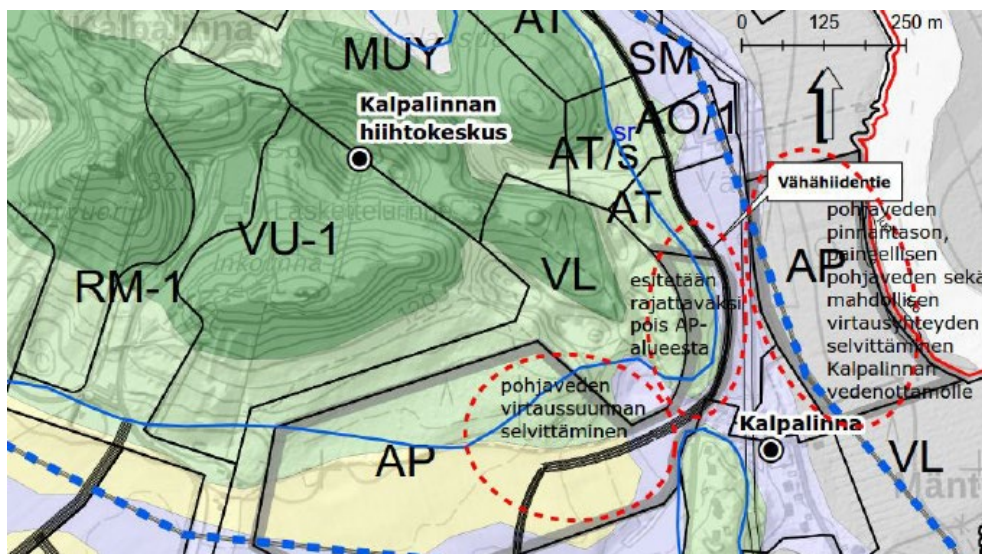 Kalpalinna
MUY
AT
SM
0 125 250 m
Kalpalinnan
hiihtokeskus
sr
AO/1
AT/s
AT
Vähähiidentie
VU-1
RM-1
VL
AP
esitetään
rajattavaksi
pois AP-
alueesta
pohjaveden
pinnantason,
paineellisen
pohjaveden sekä
mahdollisen
virtausyhteyden
selvittäminen
Kalpalinnan
vedenottamolle
pohjaveden
virtaussuunnan
selvittäminen
AP
Kalpalinna
VL